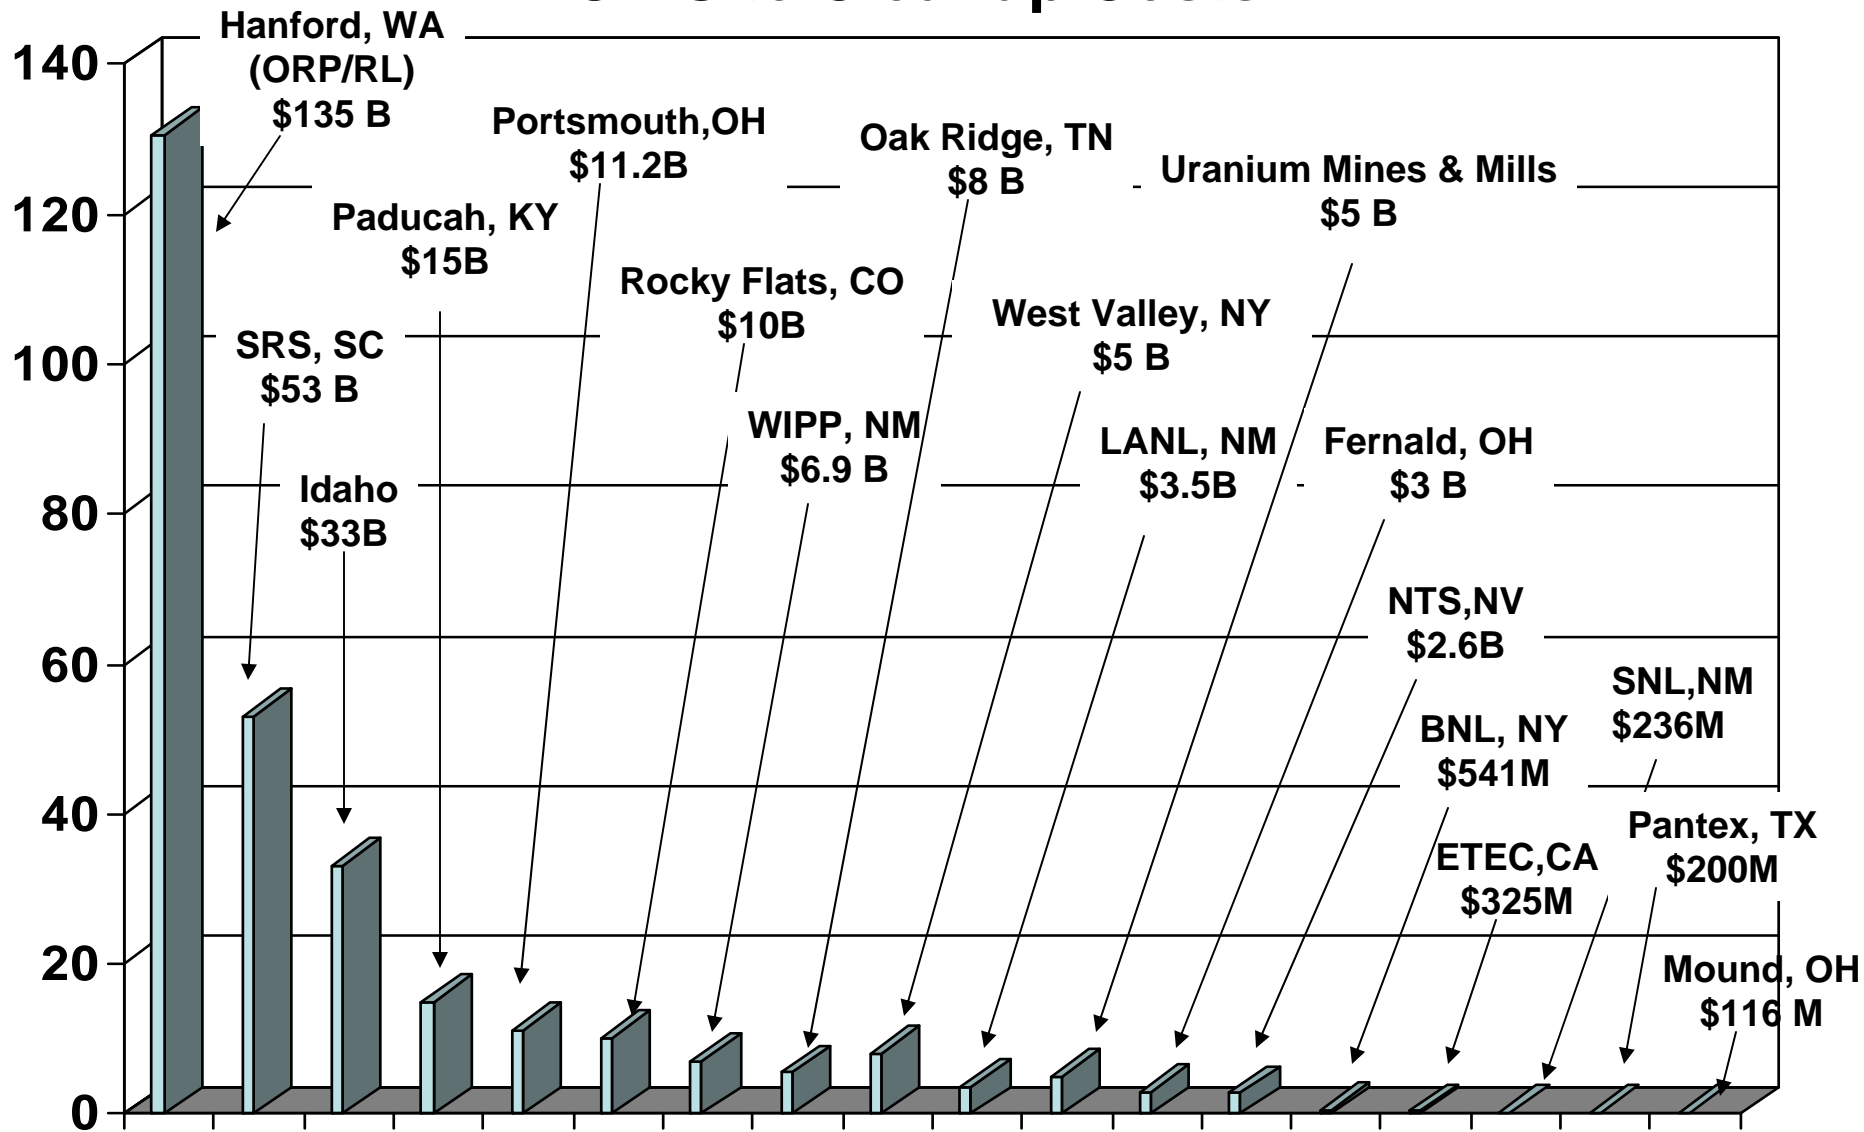 Hanford, WA
(ORP/RL)
$135 B
Portsmouth,OH
$11.2B
Oak Ridge, TN
$8 B
Uranium Mines & Mills
$5 B
Paducah, KY
$15B
Rocky Flats, CO
$10B
West Valley, NY
$5 B
SRS, SC
$53 B
WIPP, NM
$6.9 B
LANL, NM
$3.5B
Fernald, OH
$3 B
Idaho
$33B
NTS,NV
$2.6B
SNL,NM
$236M
BNL, NY
$541M
Pantex, TX
$200M
ETEC,CA
$325M
Mound, OH
$116 M
140
120
100
80
60
40
20
0